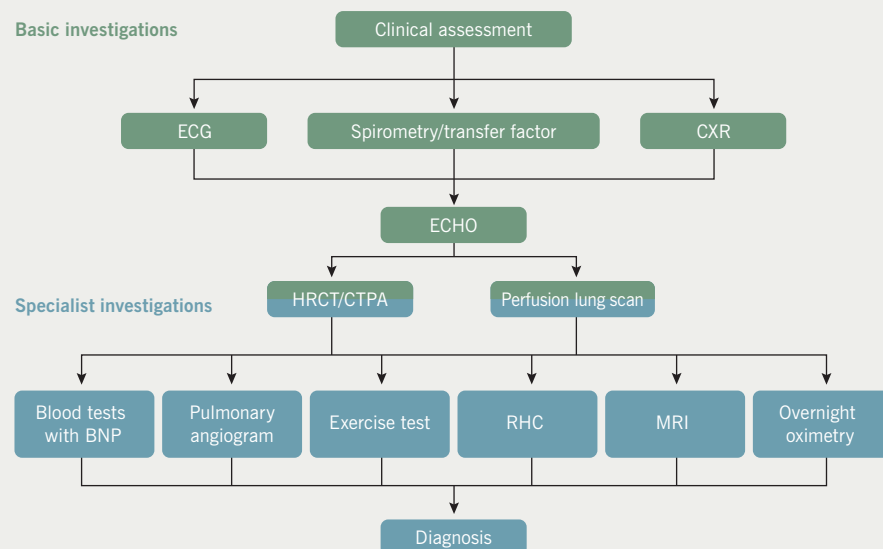 Basic investigations
Clinical assessment
ECG
Spirometry/transfer factor
CXR
ECHO
HRCT/CTPA
Perfusion lung scan
Specialist investigations
Blood tests
with BNP
Pulmonary
angiogram
Exercise test
RHC
MRI
Overnight
oximetry
Diagnosis